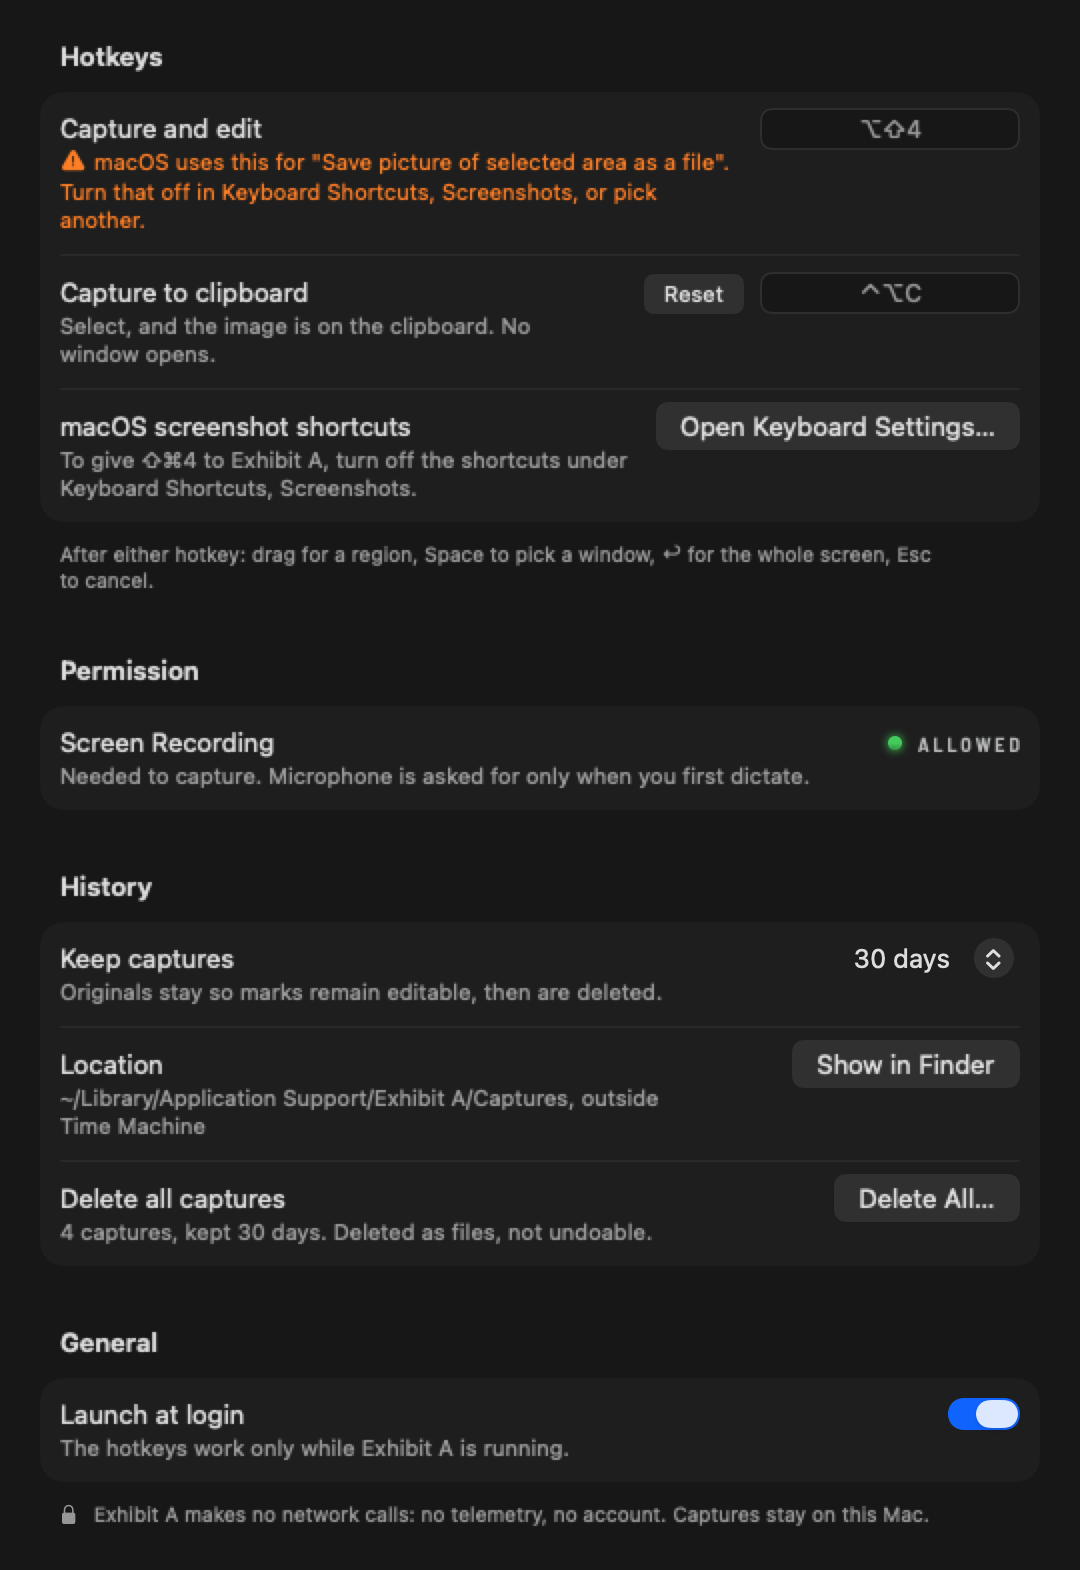 Hotkeys
Capture and edit
⌥⇧4
⚠ macOS uses this for "Save picture of selected area as a file".
Turn that off in Keyboard Shortcuts, Screenshots, or pick
another.
Capture to clipboard
Reset
^⌥C
Select, and the image is on the clipboard. No
window opens.
macOS screenshot shortcuts
Open Keyboard Settings...
To give ⇧⌘4 to Exhibit A, turn off the shortcuts under
Keyboard Shortcuts, Screenshots.
After either hotkey: drag for a region, Space to pick a window, ↩ for the whole screen, Esc
to cancel.
Permission
Screen Recording
ALLOWED
Needed to capture. Microphone is asked for only when you first dictate.
History
Keep captures
30 days
Originals stay so marks remain editable, then are deleted.
Location
Show in Finder
~/Library/Application Support/Exhibit A/Captures, outside
Time Machine
Delete all captures
Delete All...
4 captures, kept 30 days. Deleted as files, not undoable.
General
Launch at login
The hotkeys work only while Exhibit A is running.
Exhibit A makes no network calls: no telemetry, no account. Captures stay on this Mac.